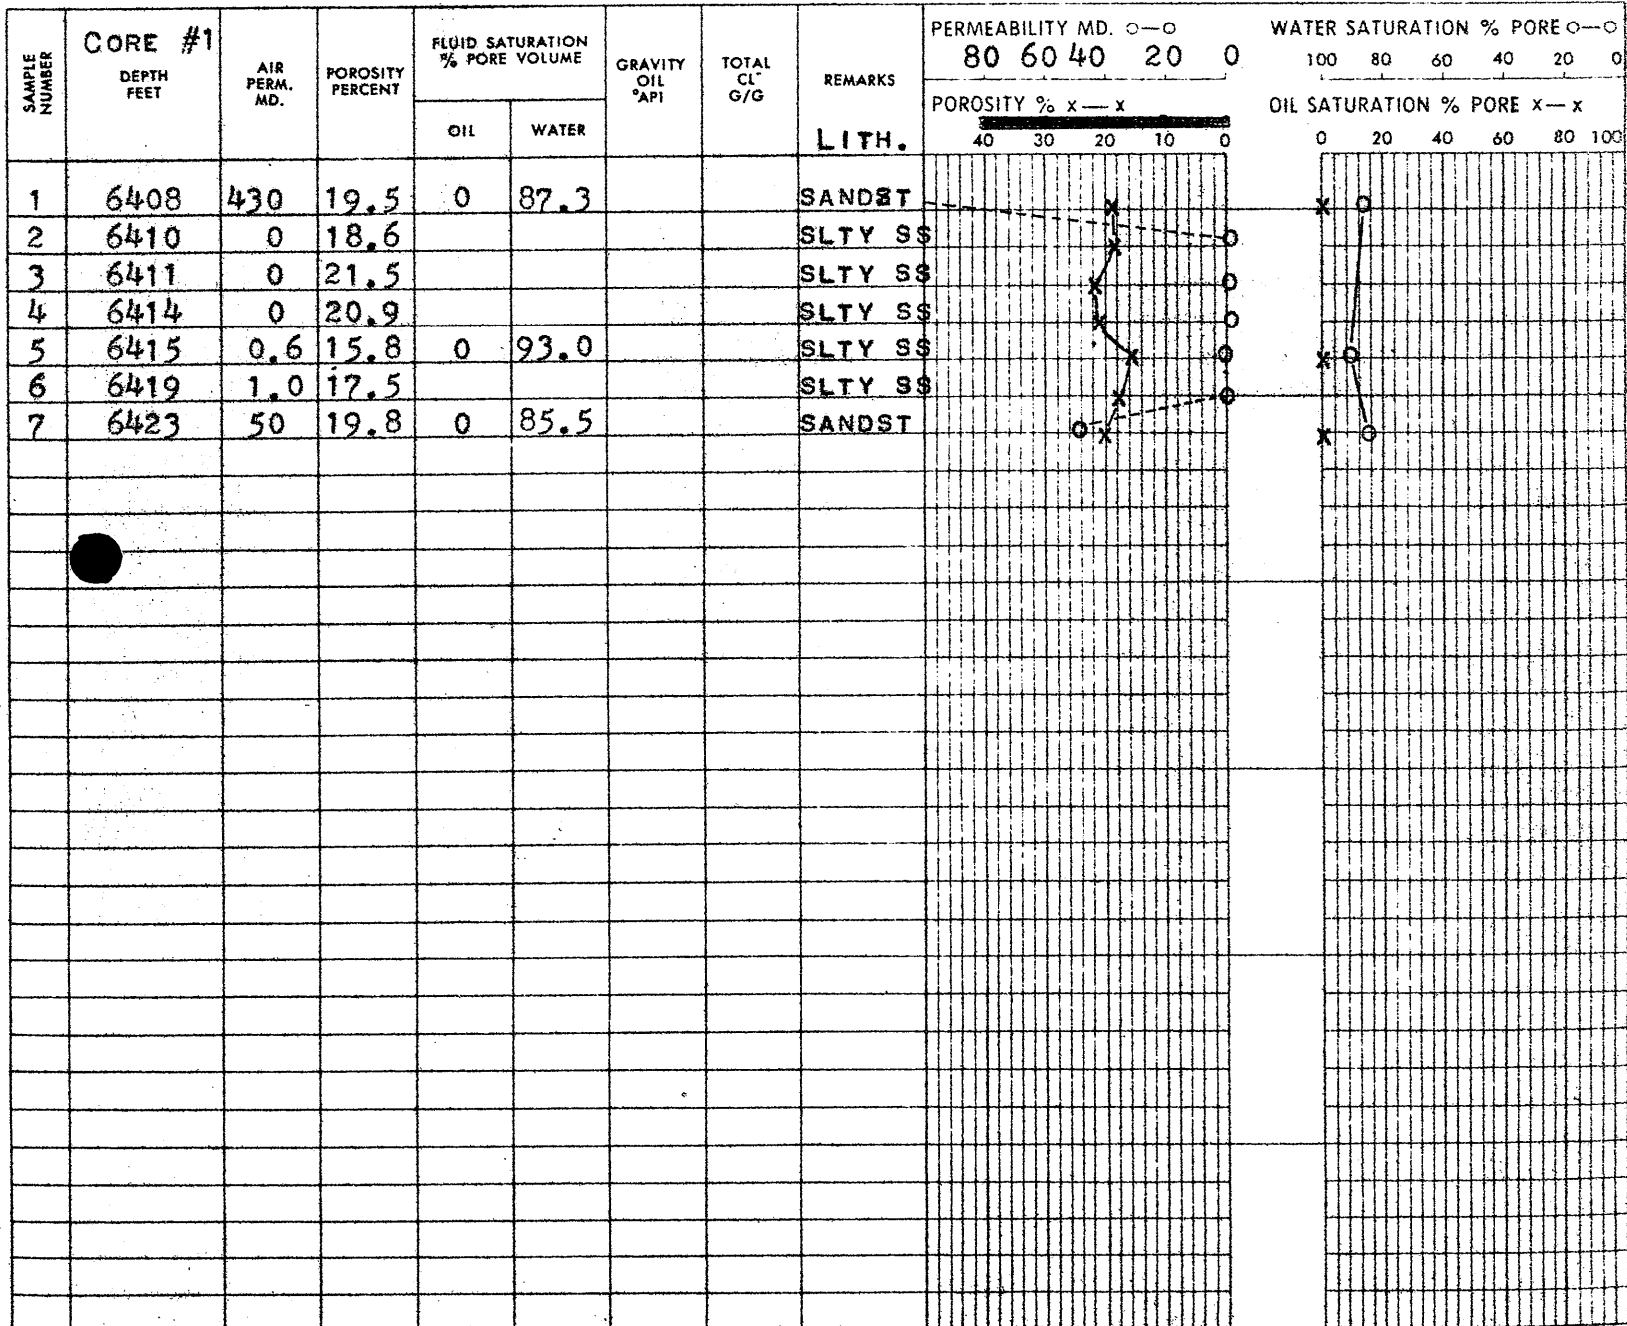 SAMPLE NUMBER
CORE #1
DEPTH FEET
AIR PERM. MD.
POROSITY PERCENT
FLUID SATURATION % PORE VOLUME
OIL WATER
GRAVITY OIL °API
TOTAL CL⁻ G/G
REMARKS
LITH.
PERMEABILITY MD. O—O
80 60 40 20 0
POROSITY % x — x
40 30 20 10 0
WATER SATURATION % PORE O—O
100 80 60 40 20 0
OIL SATURATION % PORE x — x
0 20 40 60 80 100
1 6408 430 19.5 0 87.3 SANDST
2 6410 0 18.6 SLTY SS
3 6411 0 21.5 SLTY SS
4 6414 0 20.9 SLTY SS
5 6415 0.6 15.8 0 93.0 SLTY SS
6 6419 1.0 17.5 SLTY SS
7 6423 50 19.8 0 85.5 SANDST